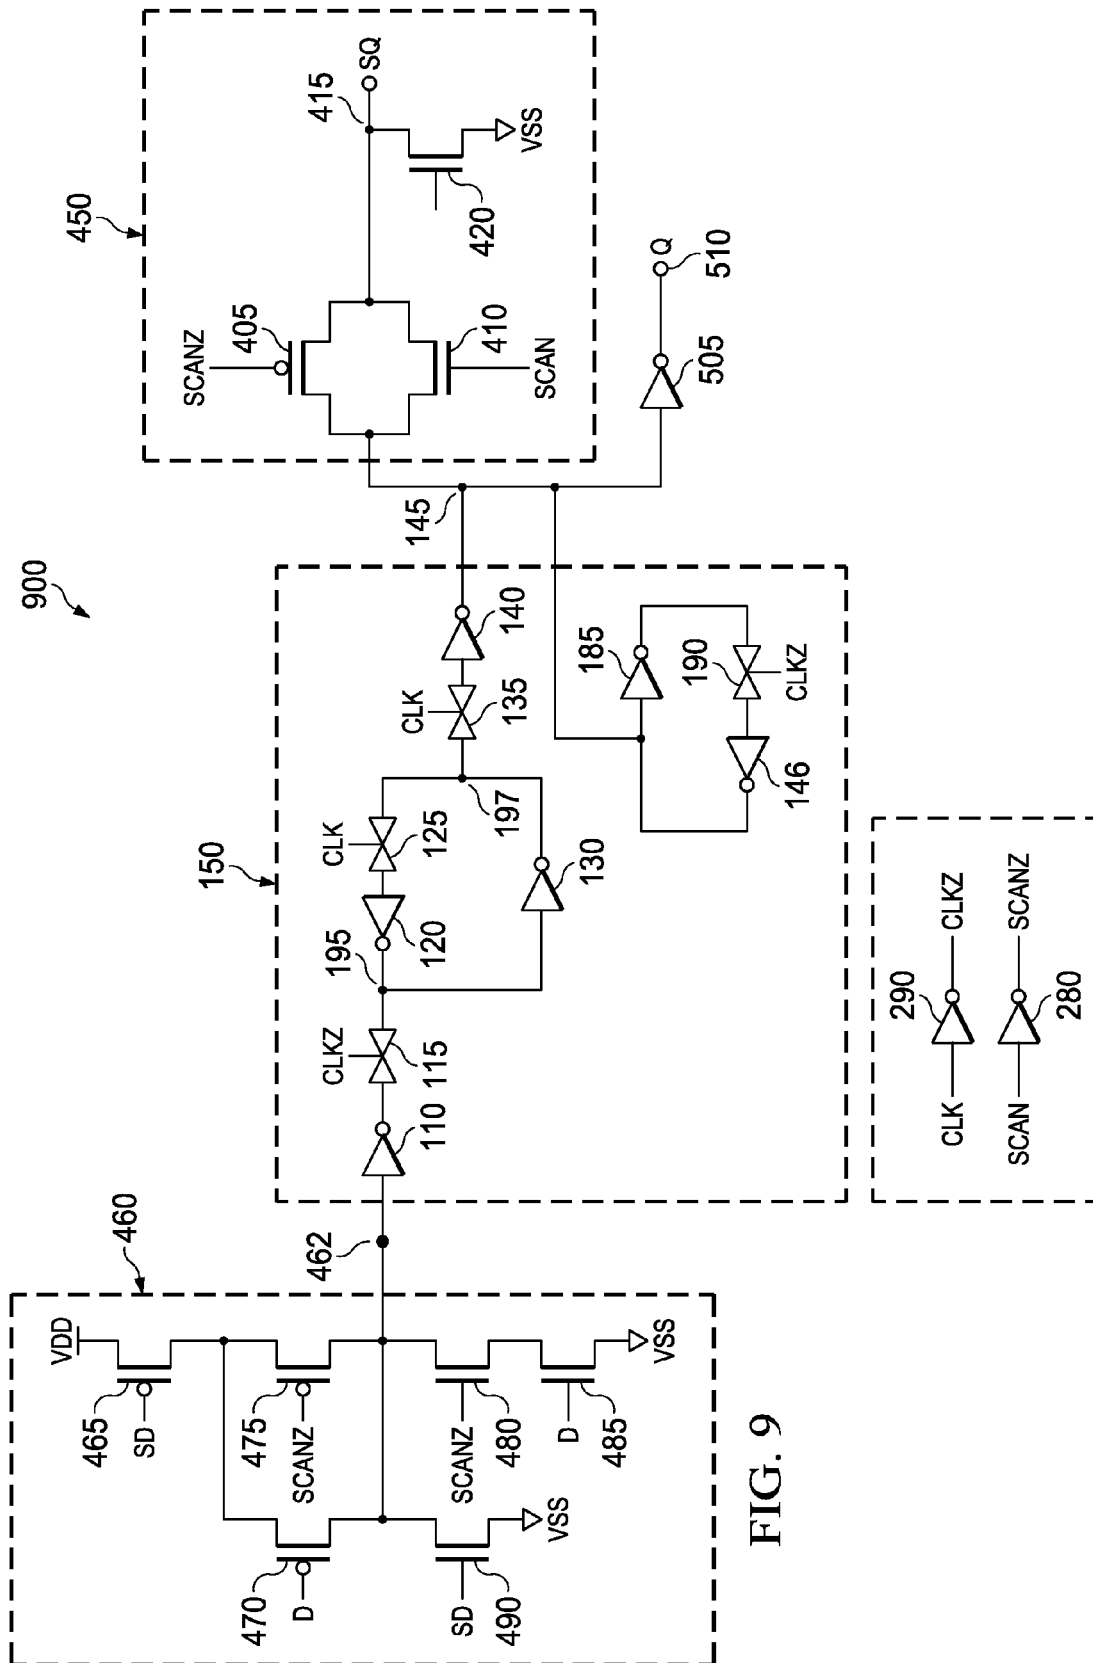 900
460
VDD
465
SD
475
SCANZ
470
D
462
SCANZ
480
D
485
VSS
SD
490
VSS
150
110
CLKZ
115
195
120
CLK
125
197
130
CLK
135
140
145
185
190
CLKZ
146
450
SCANZ
405
410
SCAN
415
SQ
420
VSS
505
Q
510
CLK
290
CLKZ
SCAN
280
SCANZ
FIG. 9